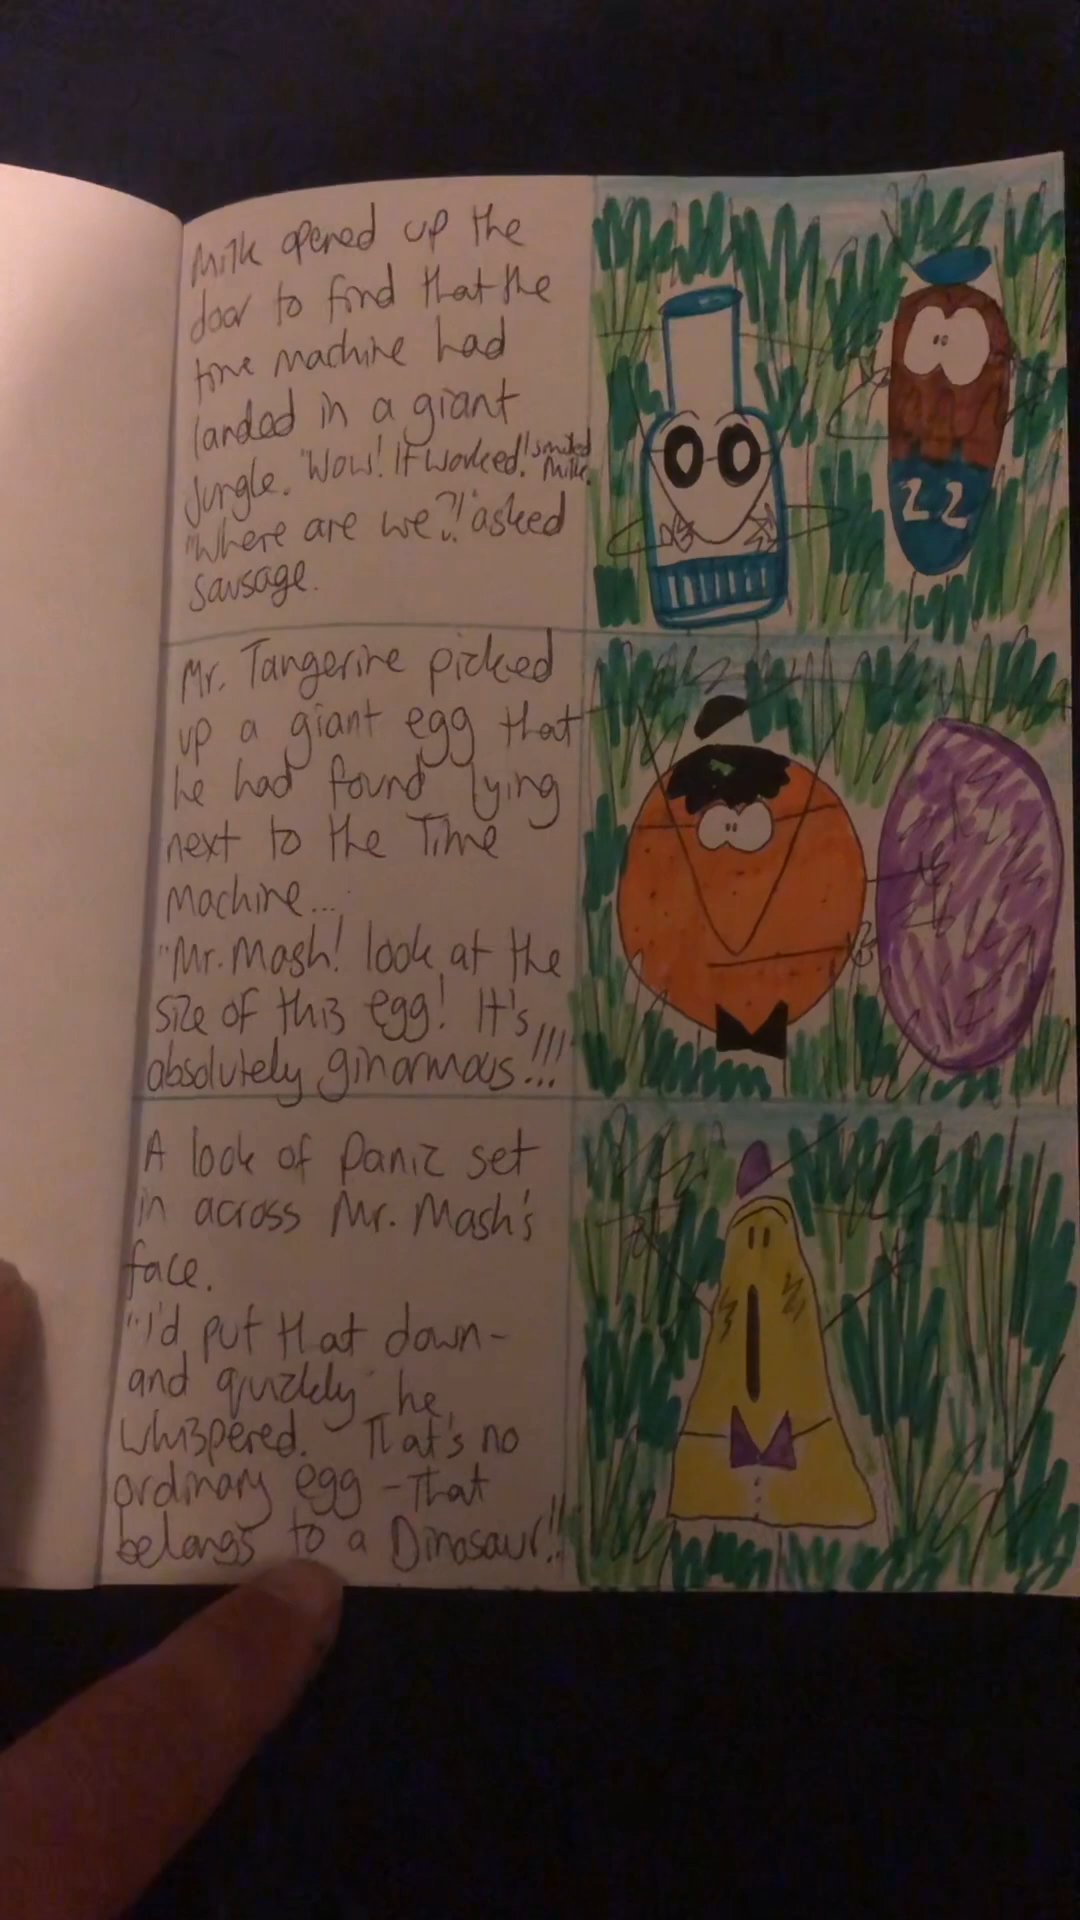 Milk opened up the
door to find that the
time machine had
landed in a giant
jungle. "Wow! It worked!" smiled
Milk.
"Where are we?!" asked
Sausage.
Mr. Tangerine picked
up a giant egg that
he had found lying
next to the Time
Machine...
"Mr. Mash! look at the
size of this egg! It's
absolutely ginormous!!!
A look of Panic set
in across Mr. Mash's
face.
"I'd put that down-
and quickly" he
whispered. "That's no
ordinary egg - That
belongs to a Dinosaur!!
22